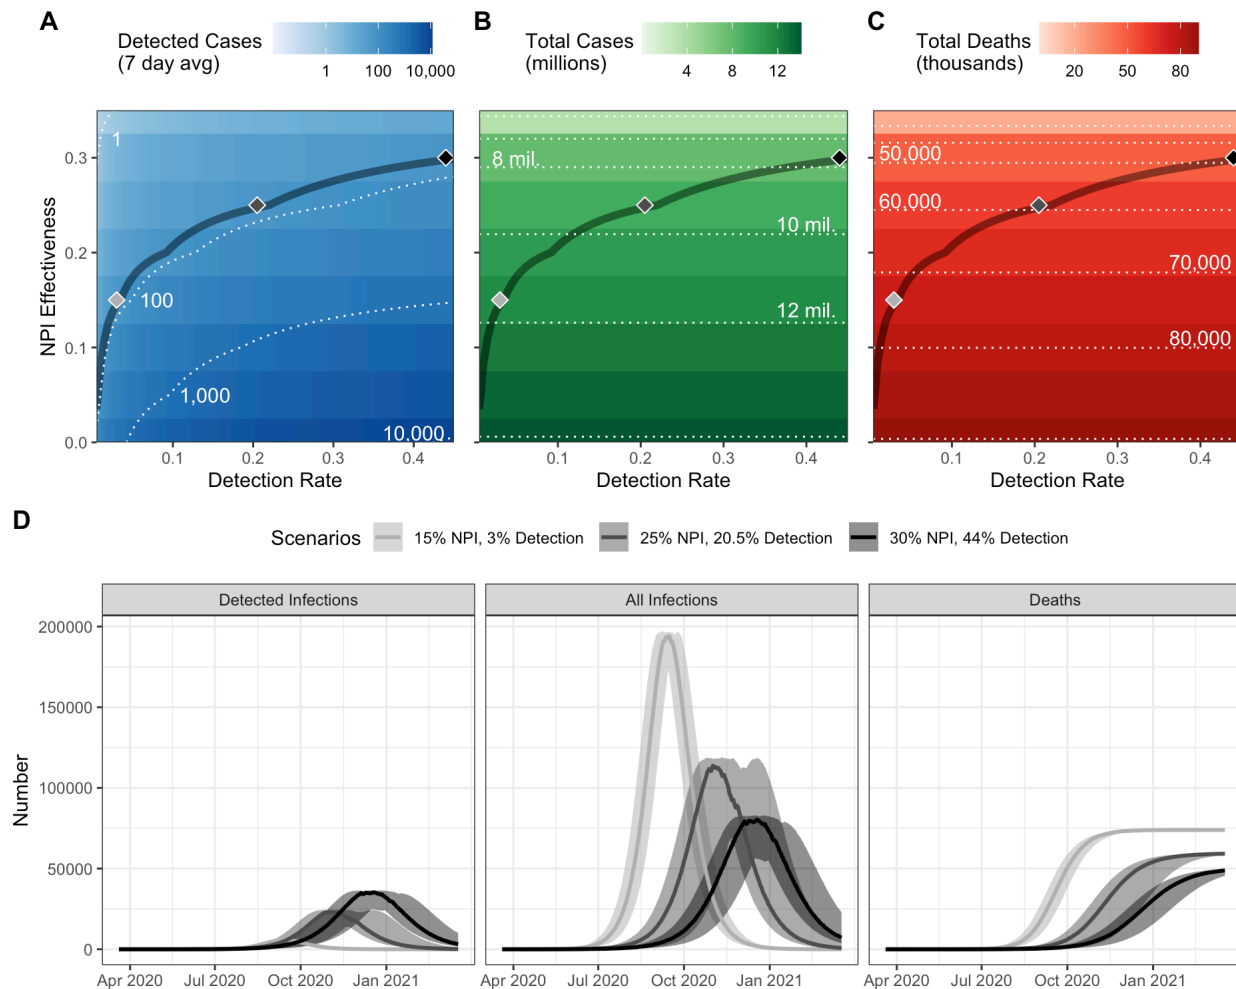 A
Detected Cases
(7 day avg)
1
100
10,000
B
Total Cases
(millions)
4
8
12
C
Total Deaths
(thousands)
20
50
80
NPI Effectiveness
0.3
0.2
0.1
0.0
1
100
1,000
10,000
0.1
0.2
0.3
0.4
Detection Rate
8 mil.
10 mil.
12 mil.
0.1
0.2
0.3
0.4
Detection Rate
50,000
60,000
70,000
80,000
0.1
0.2
0.3
0.4
Detection Rate
D
Scenarios
15% NPI, 3% Detection
25% NPI, 20.5% Detection
30% NPI, 44% Detection
Detected Infections
All Infections
Deaths
Number
200000
150000
100000
50000
0
Apr 2020
Jul 2020
Oct 2020
Jan 2021
Apr 2020
Jul 2020
Oct 2020
Jan 2021
Apr 2020
Jul 2020
Oct 2020
Jan 2021